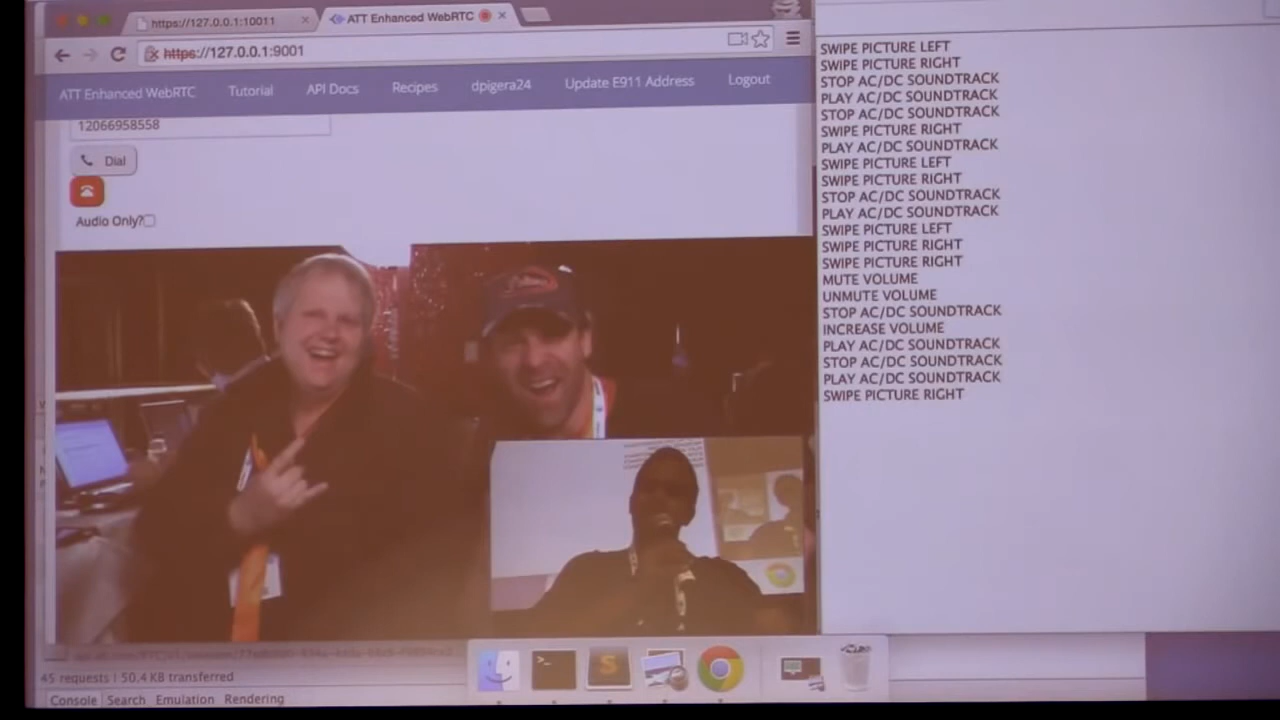 https://127.0.0.1:10011
ATT Enhanced WebRTC
https://127.0.0.1:9001
ATT Enhanced WebRTC Tutorial API Docs Recipes dpigera24 Update E911 Address Logout
12066958558
Dial
Audio Only?
45 requests | 50.4 KB transferred
Console Search Emulation Rendering
SWIPE PICTURE LEFT
SWIPE PICTURE RIGHT
STOP AC/DC SOUNDTRACK
PLAY AC/DC SOUNDTRACK
STOP AC/DC SOUNDTRACK
SWIPE PICTURE RIGHT
PLAY AC/DC SOUNDTRACK
SWIPE PICTURE LEFT
SWIPE PICTURE RIGHT
STOP AC/DC SOUNDTRACK
PLAY AC/DC SOUNDTRACK
SWIPE PICTURE LEFT
SWIPE PICTURE RIGHT
SWIPE PICTURE RIGHT
MUTE VOLUME
UNMUTE VOLUME
STOP AC/DC SOUNDTRACK
INCREASE VOLUME
PLAY AC/DC SOUNDTRACK
STOP AC/DC SOUNDTRACK
PLAY AC/DC SOUNDTRACK
SWIPE PICTURE RIGHT